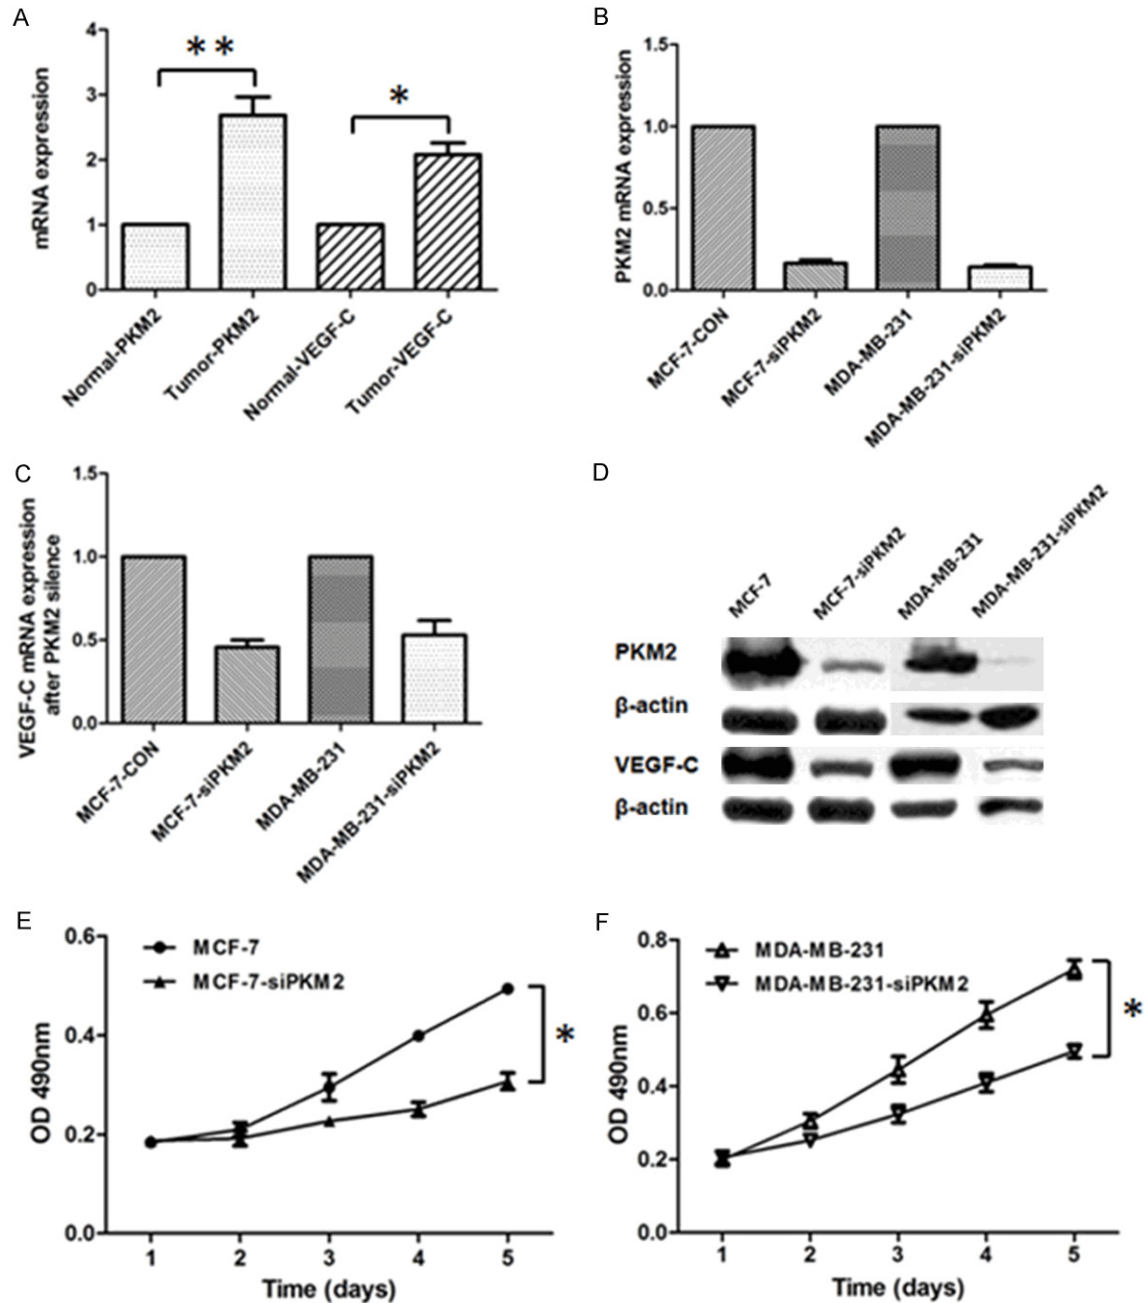 A
mRNA expression
4
3
2
1
0
**
*
Normal-PKM2
Tumor-PKM2
Normal-VEGF-C
Tumor-VEGF-C
B
PKM2 mRNA expression
1.5
1.0
0.5
0.0
MCF-7-CON
MCF-7-siPKM2
MDA-MB-231
MDA-MB-231-siPKM2
C
VEGF-C mRNA expression
after PKM2 silence
1.5
1.0
0.5
0.0
MCF-7-CON
MCF-7-siPKM2
MDA-MB-231
MDA-MB-231-siPKM2
D
MCF-7
MCF-7-siPKM2
MDA-MB-231
MDA-MB-231-siPKM2
PKM2
β-actin
VEGF-C
β-actin
E
OD 490nm
0.6
0.4
0.2
0.0
MCF-7
MCF-7-siPKM2
*
1 2 3 4 5
Time (days)
F
OD 490nm
0.8
0.6
0.4
0.2
0.0
MDA-MB-231
MDA-MB-231-siPKM2
*
1 2 3 4 5
Time (days)